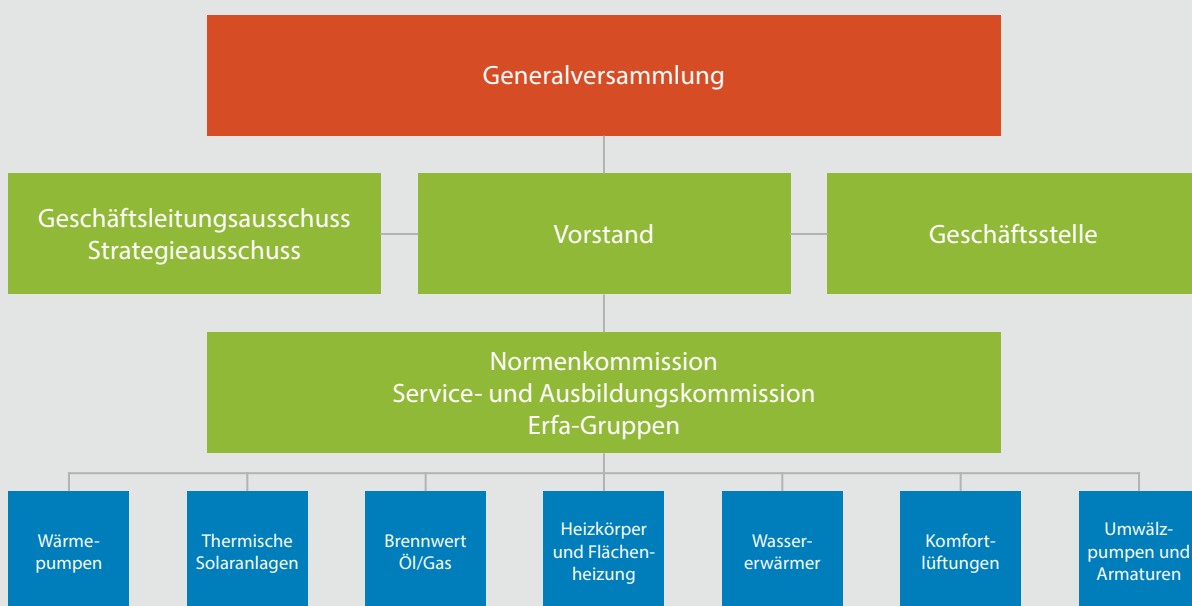 Generalversammlung
Geschäftsleitungsausschuss
Strategieausschuss
Vorstand
Geschäftsstelle
Normenkommission
Service- und Ausbildungskommission
Erfa-Gruppen
Wärme-
pumpen
Thermische
Solaranlagen
Brennwert
Öl/Gas
Heizkörper
und Flächen-
heizung
Wasser-
erwärmer
Komfort-
lüftungen
Umwälz-
pumpen und
Armaturen